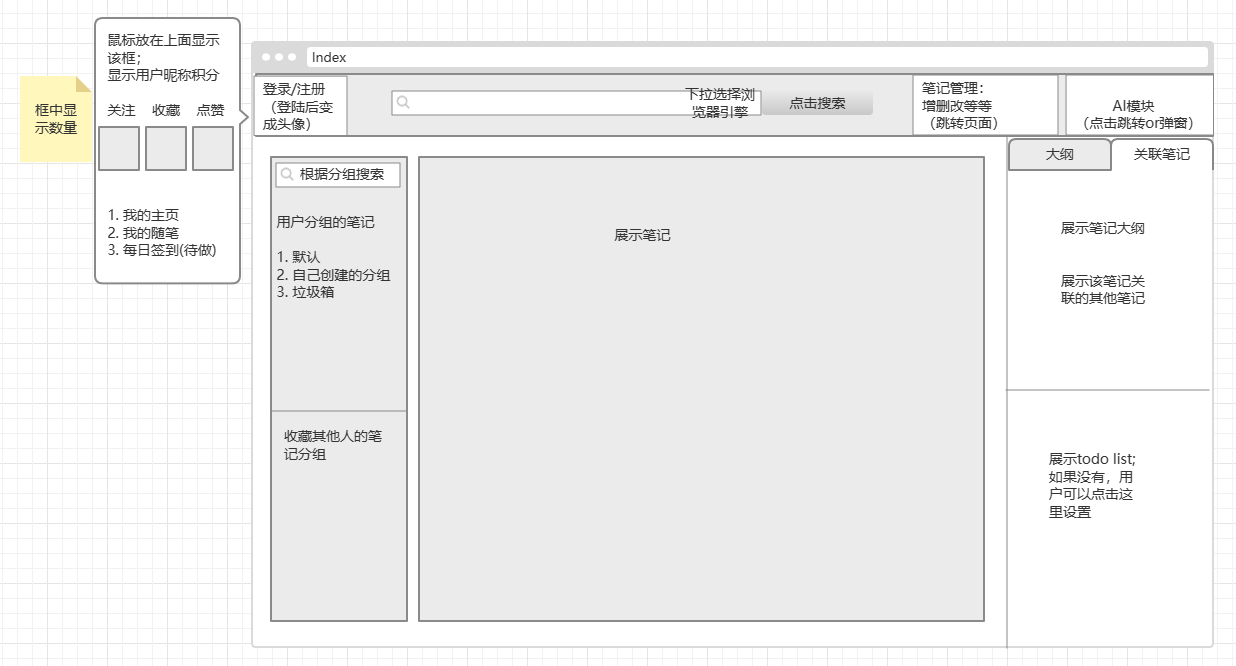 框中显
示数量
鼠标放在上面显示
该框；
显示用户昵称积分
关注 收藏 点赞
1. 我的主页
2. 我的随笔
3. 每日签到(待做)
Index
登录/注册
（登陆后变
成头像）
下拉选择浏
览器引擎
点击搜索
笔记管理：
增删改等等
（跳转页面）
AI模块
（点击跳转or弹窗）
根据分组搜索
用户分组的笔记
1. 默认
2. 自己创建的分组
3. 垃圾箱
收藏其他人的笔
记分组
展示笔记
大纲
关联笔记
展示笔记大纲
展示该笔记关
联的其他笔记
展示todo list;
如果没有，用
户可以点击这
里设置